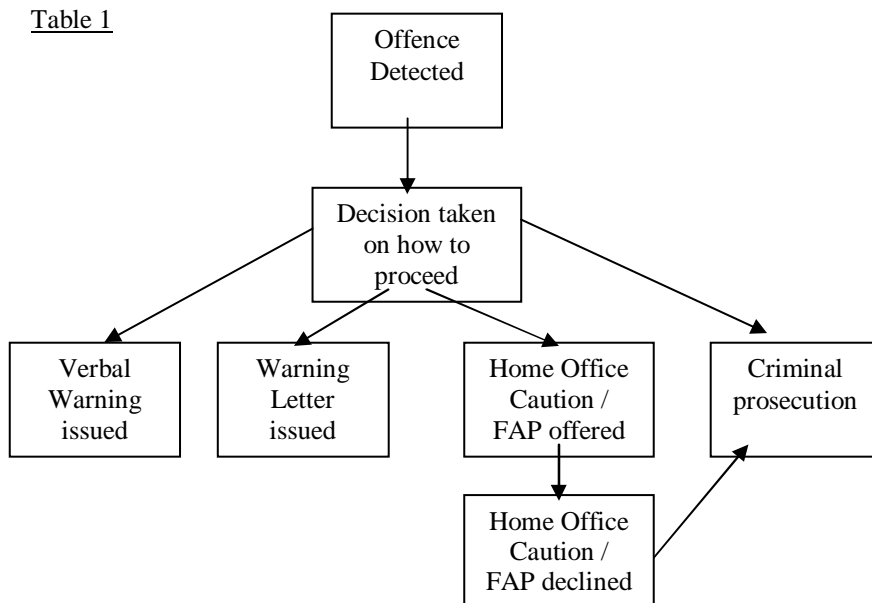 Table 1
Offence
Detected
Decision taken
on how to
proceed
Verbal
Warning
issued
Warning
Letter
issued
Home Office
Caution /
FAP offered
Criminal
prosecution
Home Office
Caution /
FAP declined